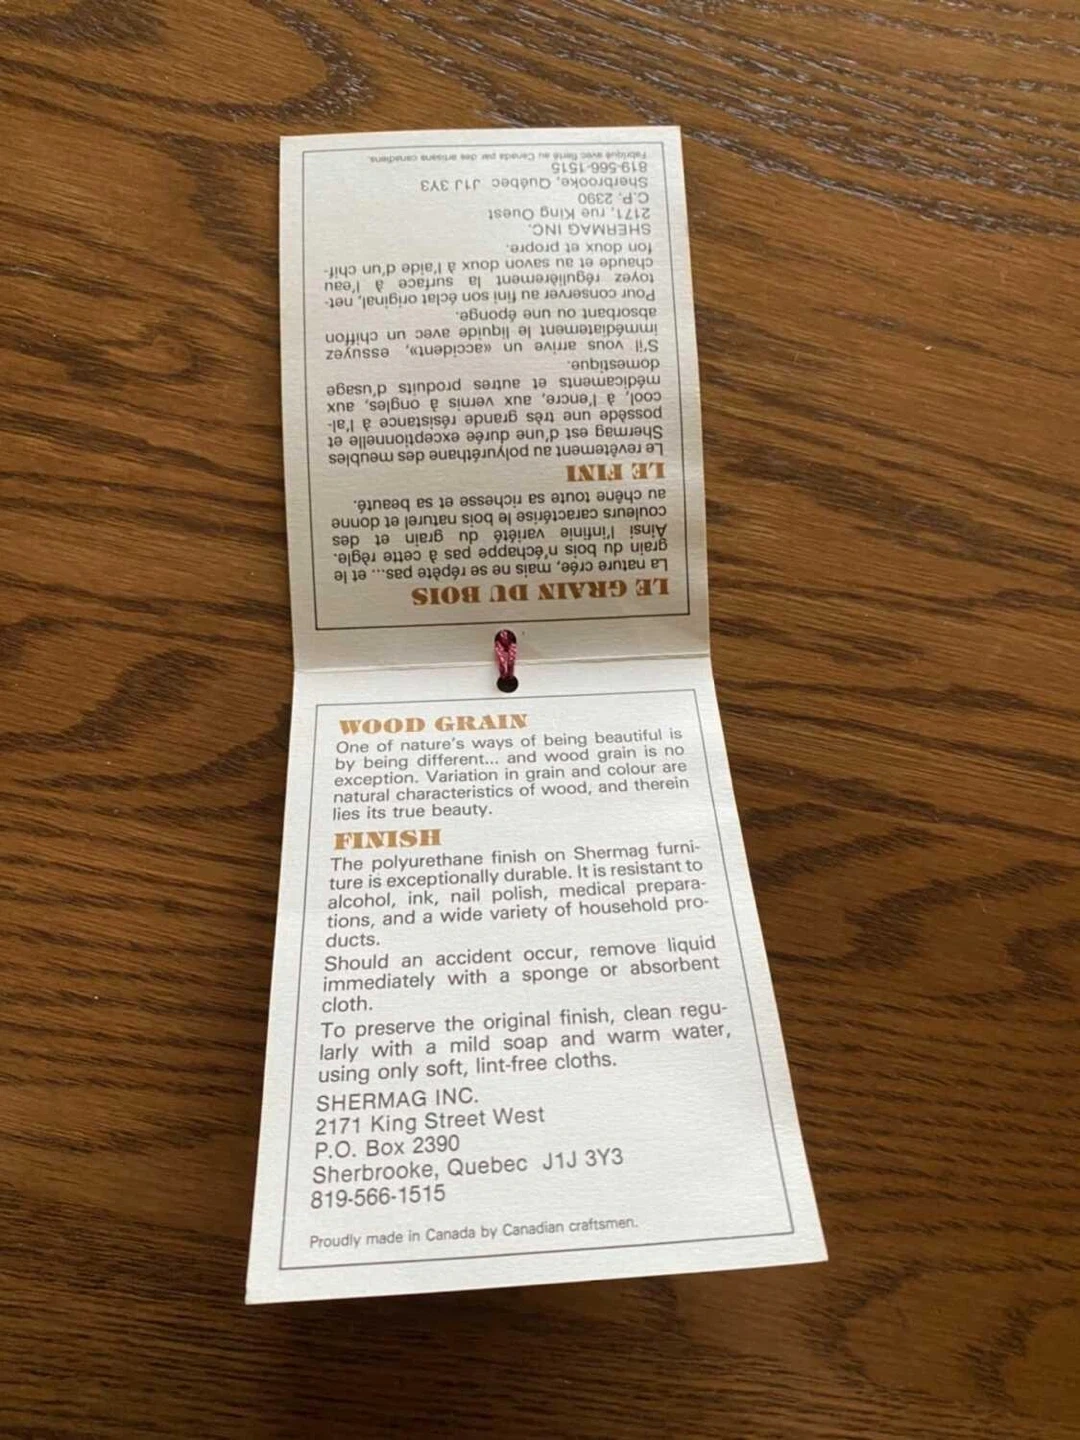 WOOD GRAIN
One of nature's ways of being beautiful is
by being different... and wood grain is no
exception. Variation in grain and colour are
natural characteristics of wood, and therein
lies its true beauty.
FINISH
The polyurethane finish on Shermag furni-
ture is exceptionally durable. It is resistant to
alcohol, ink, nail polish, medical prepara-
tions, and a wide variety of household pro-
ducts.
Should an accident occur, remove liquid
immediately with a sponge or absorbent
cloth.
To preserve the original finish, clean regu-
larly with a mild soap and warm water,
using only soft, lint-free cloths.
SHERMAG INC.
2171 King Street West
P.O. Box 2390
Sherbrooke, Quebec J1J 3Y3
819-566-1515
Proudly made in Canada by Canadian craftsmen.
LE GRAIN DU BOIS
La nature crée, mais ne se répète pas... et le
grain du bois n'échappe pas à cette règle.
Ainsi l'infinie variété du grain et des
couleurs caractérise le bois naturel et donne
au chêne toute sa richesse et sa beauté.
LE FINI
Le revêtement au polyuréthane des meubles
Shermag est d'une durée exceptionnelle et
possède une très grande résistance à l'al-
cool, à l'encre, aux vernis à ongles, aux
médicaments et autres produits d'usage
domestique.
S'il vous arrive un «accident», essuyez
immédiatement le liquide avec un chiffon
absorbant ou une éponge.
Pour conserver au fini son éclat original, net-
toyez régulièrement la surface à l'eau
chaude et au savon doux à l'aide d'un chif-
fon doux et propre.
SHERMAG INC.
2171, rue King Ouest
C.P. 2390
Sherbrooke, Québec J1J 3Y3
819-566-1515
Fabriqué avec fierté au Canada par des artisans canadiens.